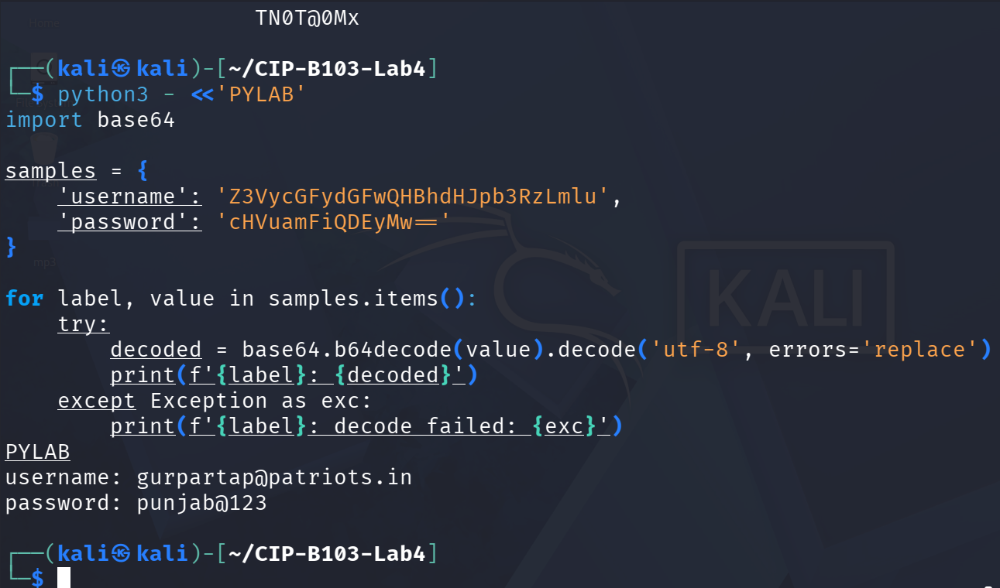 Home
TN0T@0Mx
┌──(kali㉿kali)-[~/CIP-B103-Lab4]
└─$ python3 - <<'PYLAB'
import base64
samples = {
    'username': 'Z3VycGFydGFwQHBhdHJpb3RzLmlu',
    'password': 'cHVuamFiQDEyMw=='
}
mp3
for label, value in samples.items():
    try:
        decoded = base64.b64decode(value).decode('utf-8', errors='replace')
        print(f'{label}: {decoded}')
    except Exception as exc:
        print(f'{label}: decode failed: {exc}')
PYLAB
username: gurpartap@patriots.in
password: punjab@123
┌──(kali㉿kali)-[~/CIP-B103-Lab4]
└─$
KALI